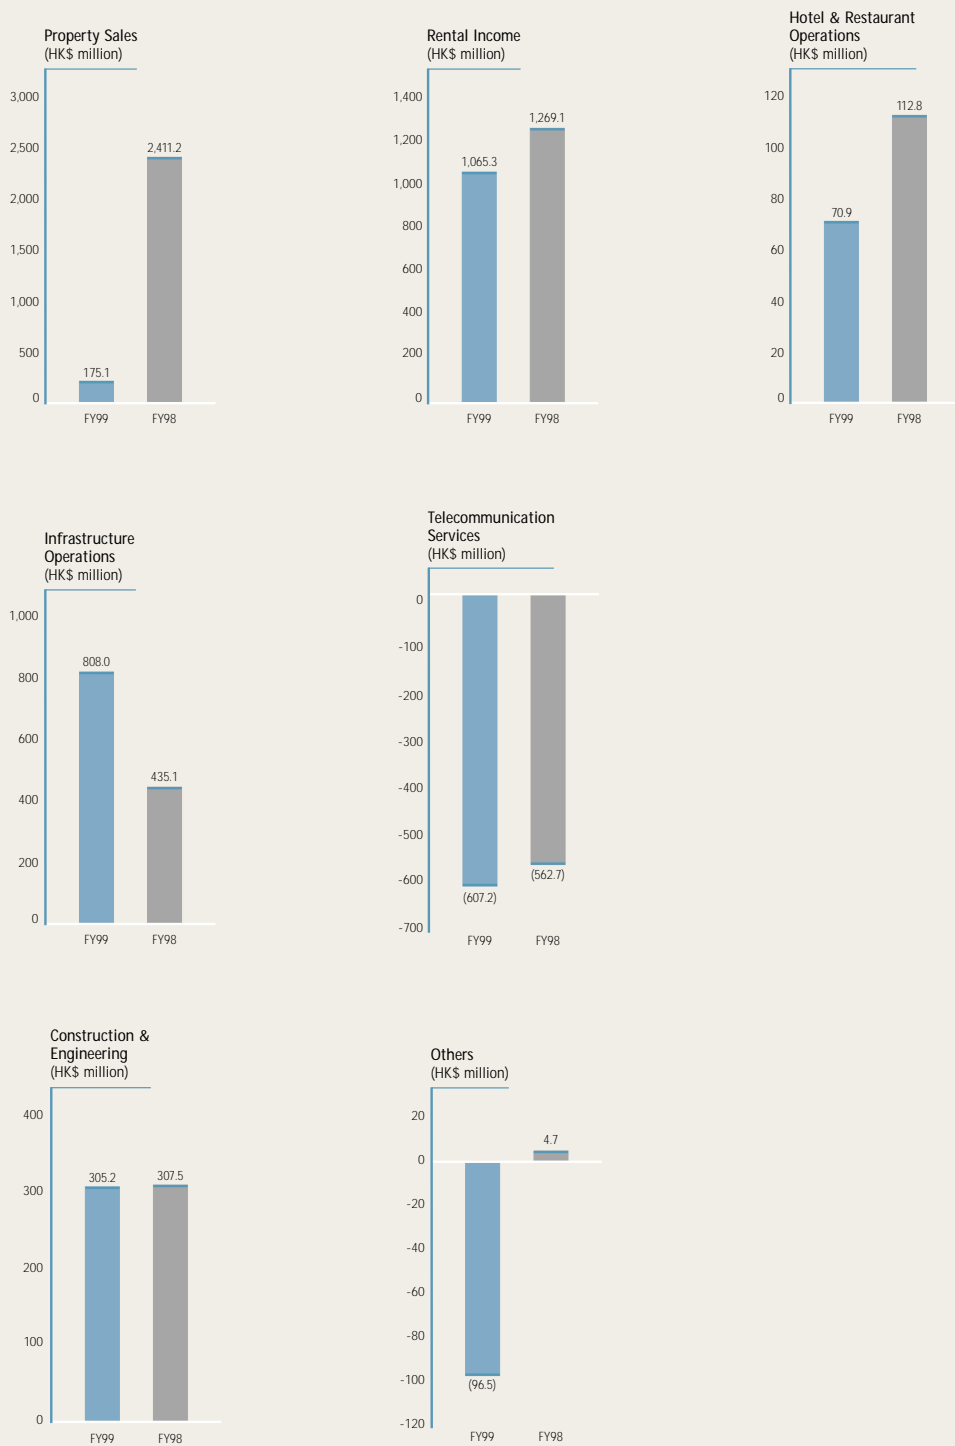 Property Sales
(HK$ million)
3,000
2,500
2,000
1,500
1,000
500
0
175.1
2,411.2
FY99 FY98
Rental Income
(HK$ million)
1,400
1,200
1,000
800
600
400
200
0
1,065.3
1,269.1
FY99 FY98
Hotel & Restaurant
Operations
(HK$ million)
120
100
80
60
40
20
0
70.9
112.8
FY99 FY98
Infrastructure
Operations
(HK$ million)
1,000
800
600
400
200
0
808.0
435.1
FY99 FY98
Telecommunication
Services
(HK$ million)
0
-100
-200
-300
-400
-500
-600
-700
(607.2)
(562.7)
FY99 FY98
Construction &
Engineering
(HK$ million)
400
300
200
100
0
305.2
307.5
FY99 FY98
Others
(HK$ million)
20
0
-20
-40
-60
-80
-100
-120
(96.5)
4.7
FY99 FY98